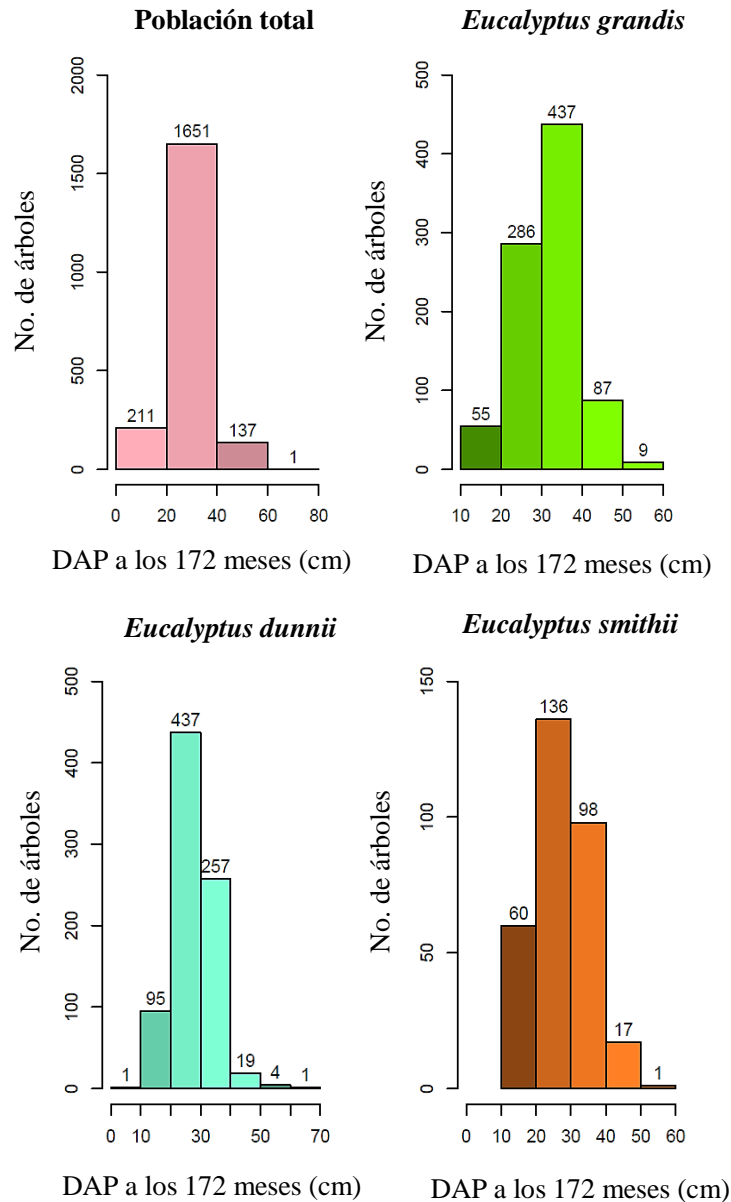 Población total
2000
1500
1000
500
0
No. de árboles
211
1651
137
1
0 20 40 60 80
DAP a los 172 meses (cm)
Eucalyptus grandis
500
400
300
200
100
0
No. de árboles
55
286
437
87
9
10 20 30 40 50 60
DAP a los 172 meses (cm)
Eucalyptus dunnii
500
400
300
200
100
0
No. de árboles
1
95
437
257
19
4
1
0 10 30 50 70
DAP a los 172 meses (cm)
Eucalyptus smithii
150
100
50
0
No. de árboles
60
136
98
17
1
0 10 20 30 40 50 60
DAP a los 172 meses (cm)